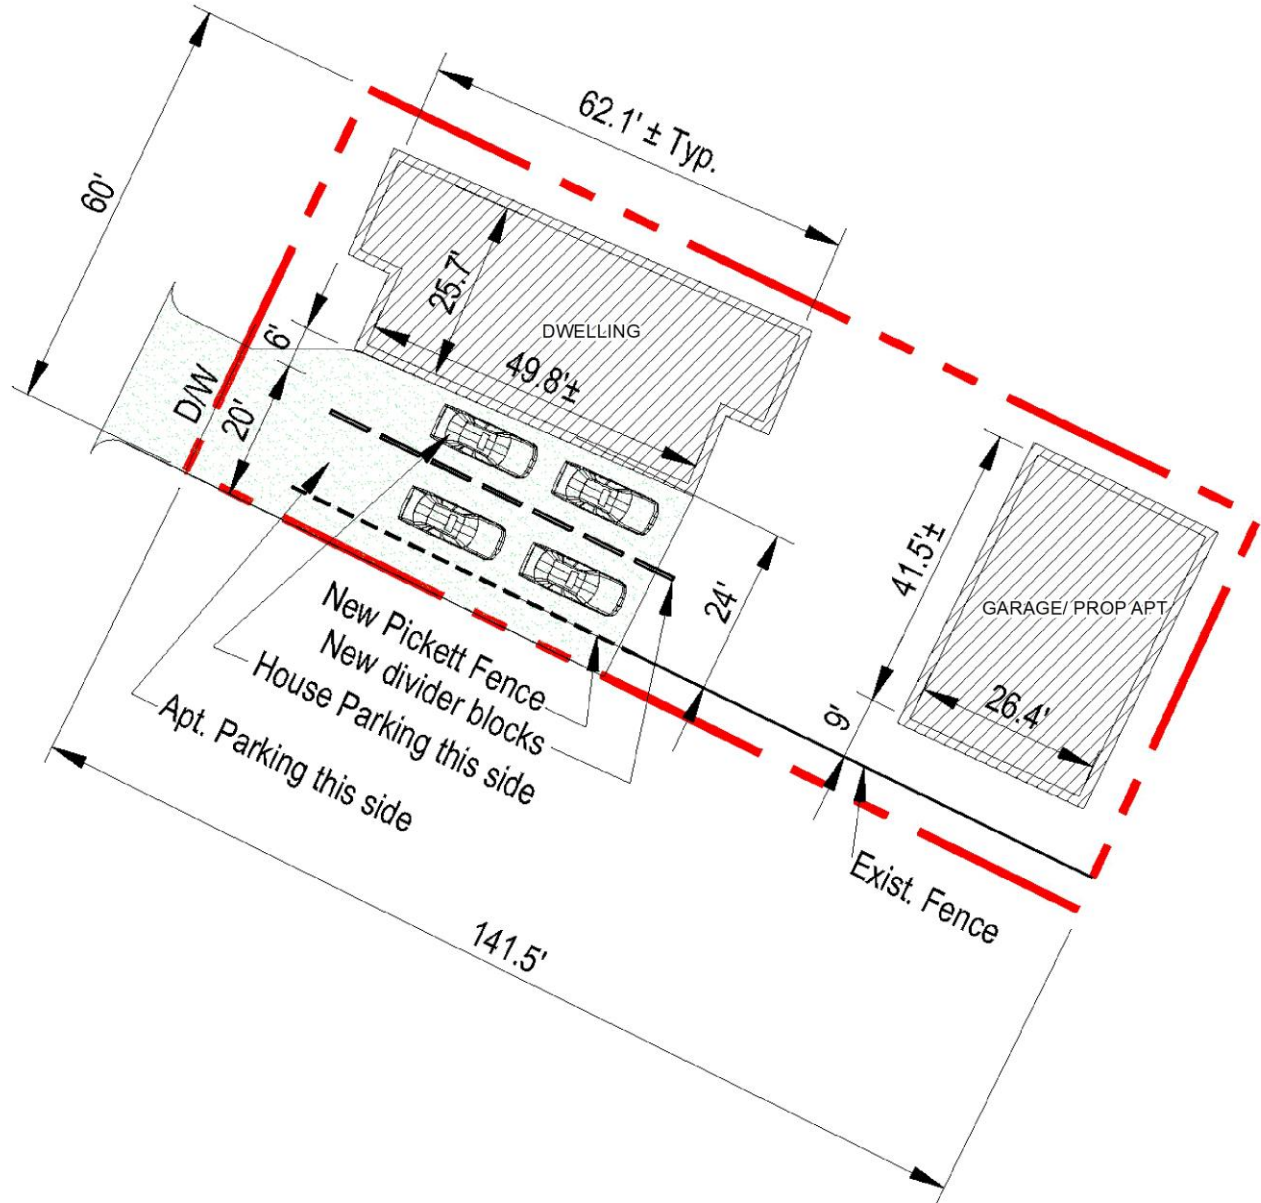 62.1' ± Typ.
60'
25.7'
DWELLING
6'
49.8'±
D/W
20'
41.5'±
24'
GARAGE/ PROP APT
New Pickett Fence
New divider blocks
House Parking this side
Apt. Parking this side
26.4'
9'
Exist. Fence
141.5'